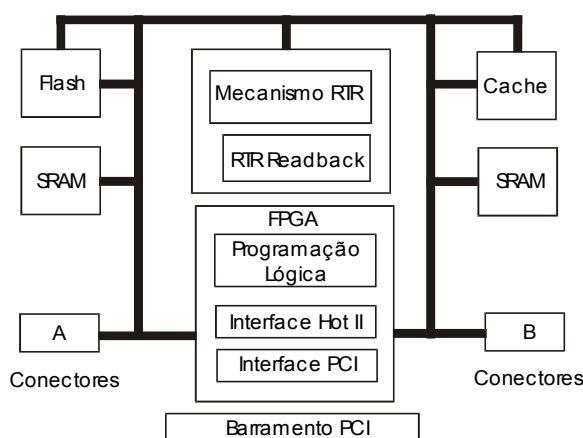 Flash
Mecanismo RTR
Cache
RTR Readback
SRAM
SRAM
FPGA
Programação
Lógica
A
Interface Hot II
B
Conectores
Interface PCI
Conectores
Barramento PCI